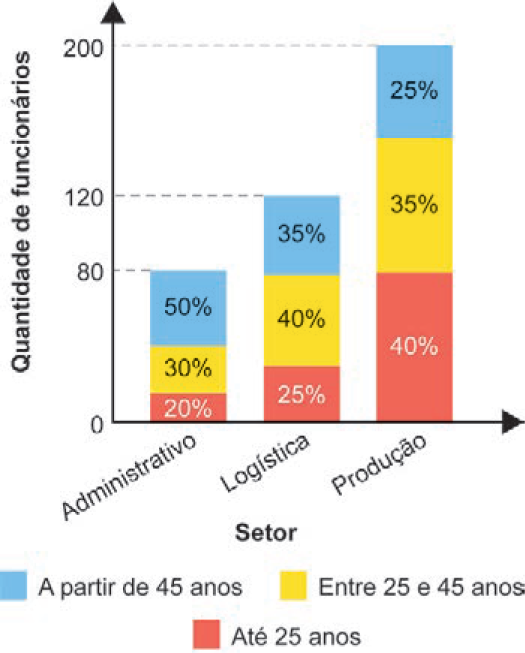 Quantidade de funcionários
200
120
80
0
50%
30%
20%
35%
40%
25%
25%
35%
40%
Administrativo
Logística
Produção
Setor
A partir de 45 anos
Entre 25 e 45 anos
Até 25 anos